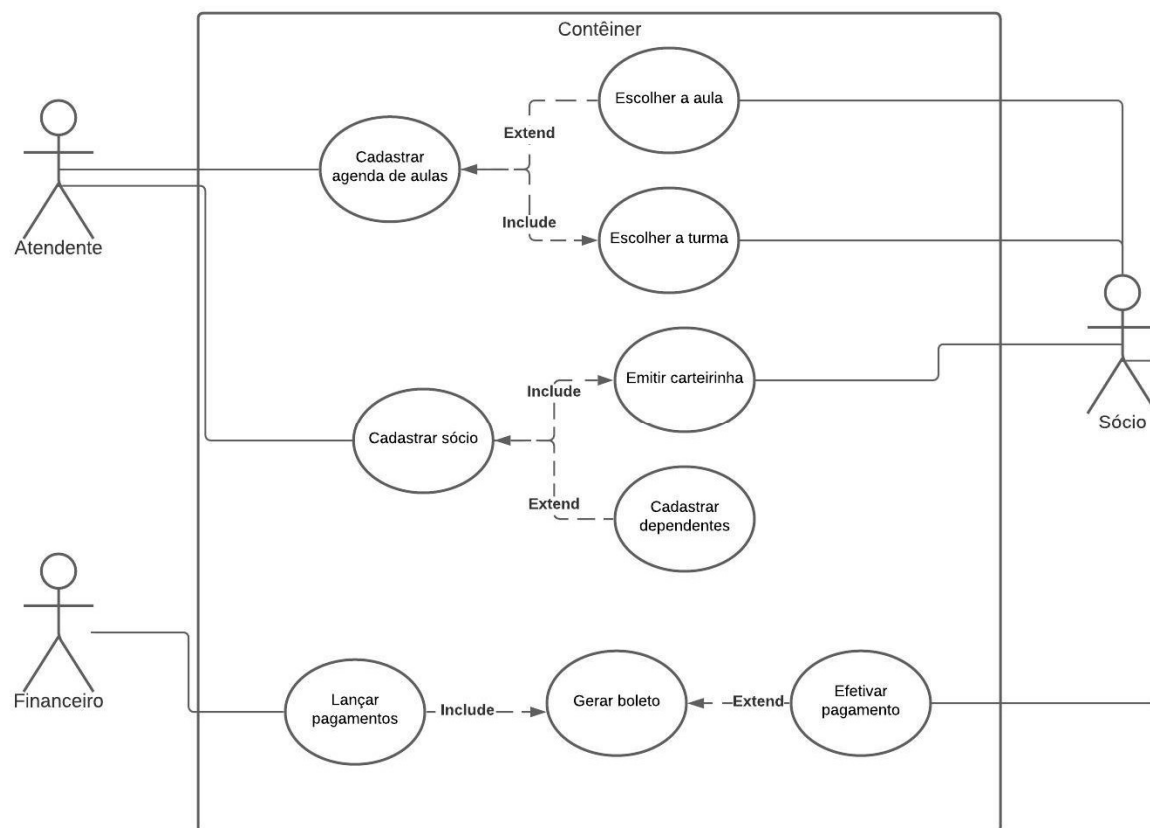 Contêiner
Escolher a aula
Extend
Cadastrar
agenda de aulas
Include
Escolher a turma
Atendente
Emitir carteirinha
Include
Sócio
Cadastrar sócio
Extend
Cadastrar
dependentes
Financeiro
Lançar
pagamentos
Include
Gerar boleto
Extend
Efetivar
pagamento